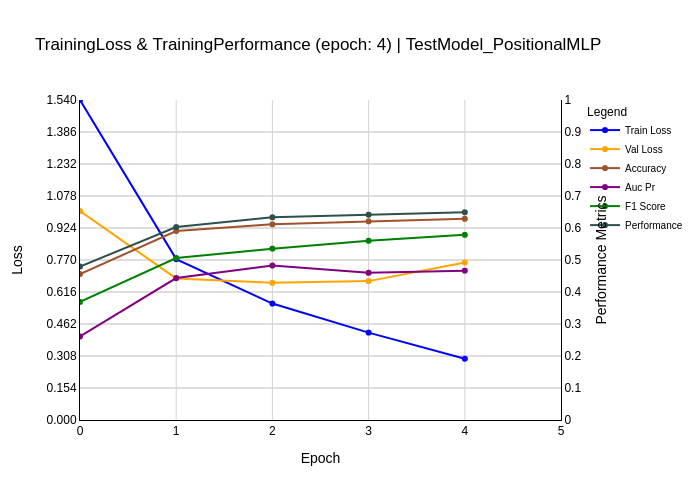 TrainingLoss & TrainingPerformance (epoch: 4) | TestModel_PositionalMLP
1.540
1.386
1.232
1.078
0.924
0.770
0.616
0.462
0.308
0.154
0.000
Loss
0
1
2
3
4
5
Epoch
1
0.9
0.8
0.7
0.6
0.5
0.4
0.3
0.2
0.1
0
Performance Metrics
Legend
Train Loss
Val Loss
Accuracy
Auc Pr
F1 Score
Performance